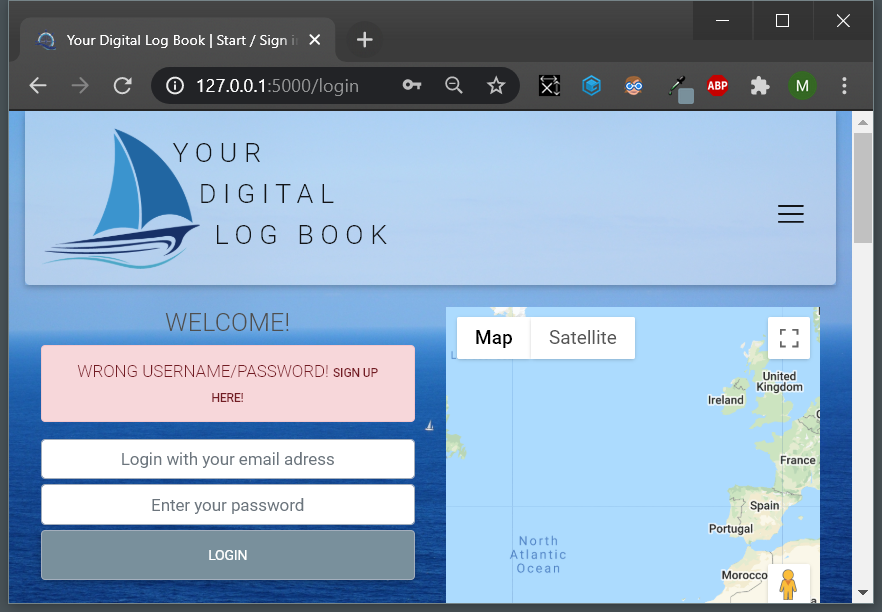 Your Digital Log Book | Start / Sign i
127.0.0.1:5000/login
ABP
M
YOUR
DIGITAL
LOG BOOK
WELCOME!
WRONG USERNAME/PASSWORD! SIGN UP
HERE!
Login with your email adress
Enter your password
LOGIN
Map
Satellite
United
Kingdom
Ireland
France
Spain
Portugal
North
Atlantic
Ocean
Morocco